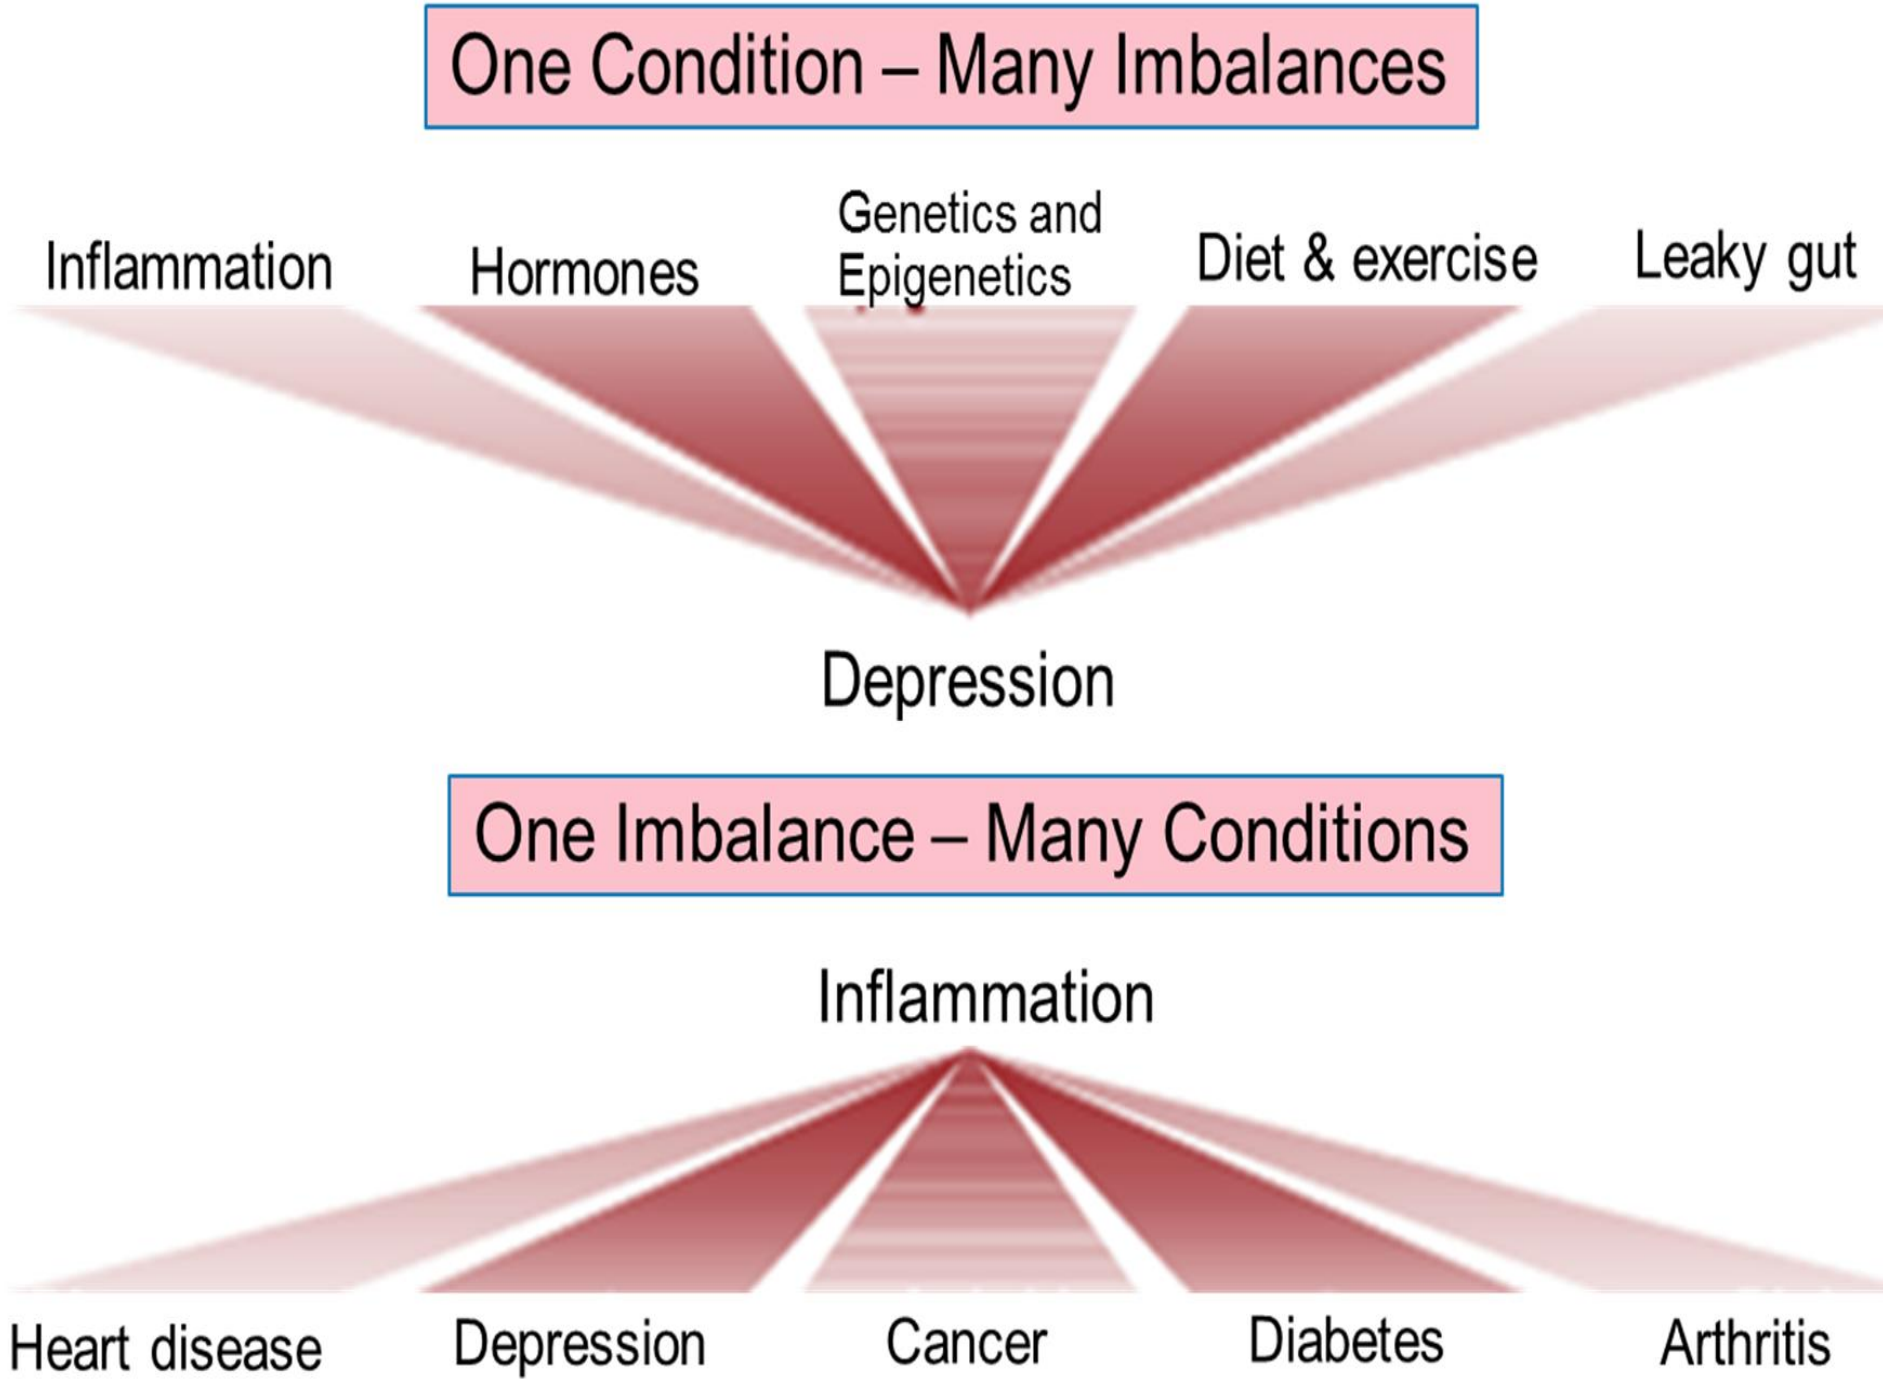 One Condition – Many Imbalances
Inflammation
Hormones
Genetics and
Epigenetics
Diet & exercise
Leaky gut
Depression
One Imbalance – Many Conditions
Inflammation
Heart disease
Depression
Cancer
Diabetes
Arthritis